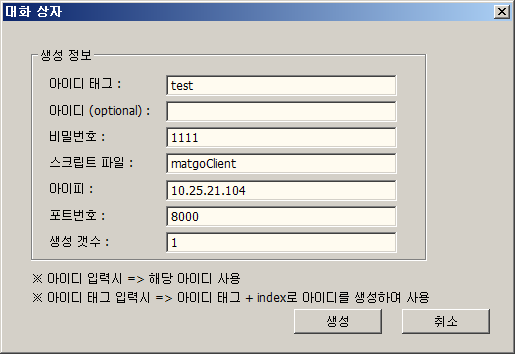 대화 상자
생성 정보
아이디 태그 : test
아이디 (optional) :
비밀번호 : 1111
스크립트 파일 : matgoClient
아이피 : 10.25.21.104
포트번호 : 8000
생성 갯수 : 1
※ 아이디 입력시 => 해당 아이디 사용
※ 아이디 태그 입력시 => 아이디 태그 + index로 아이디를 생성하여 사용
생성 취소